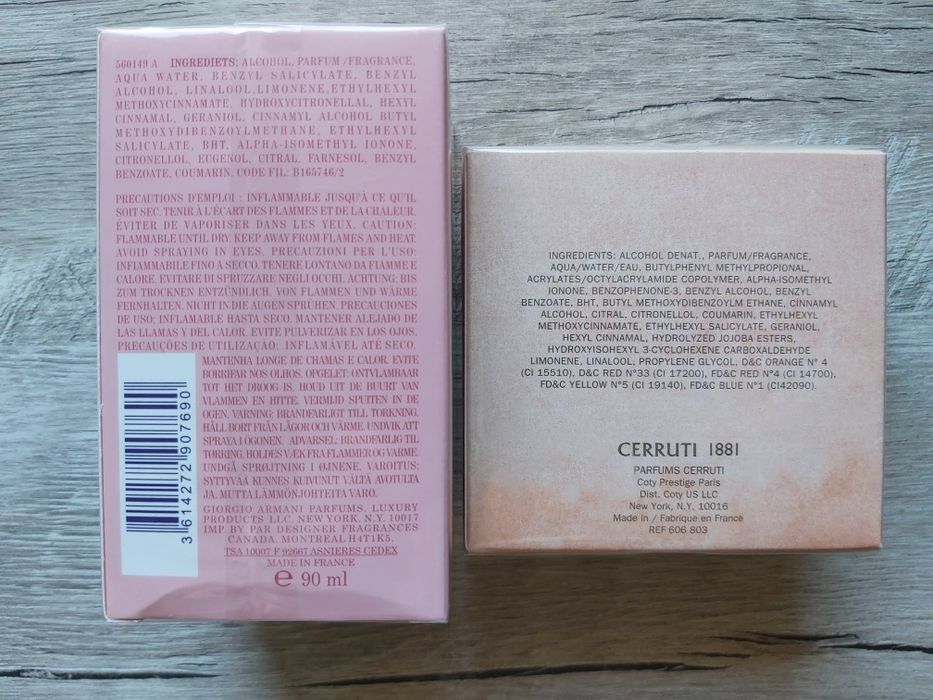 560149 A INGREDIETS: ALCOHOL, PARFUM /FRAGRANCE,
AQUA WATER, BENZYL SALICYLATE, BENZYL
ALCOHOL, LINALOOL, LIMONENE, ETHYLHEXYL
METHOXYCINNAMATE, HYDROXYCITRONELLAL, HEXYL
CINNAMAL, GERANIOL, CINNAMYL ALCOHOL BUTYL
METHOXYDIBENZOYLMETHANE, ETHYLHEXYL
SALICYLATE, BHT, ALPHA-ISOMETHYL IONONE,
CITRONELLOL, EUGENOL, CITRAL, FARNESOL, BENZYL
BENZOATE, COUMARIN. CODE FIL: B165746/2
PRECAUTIONS D'EMPLOI : INFLAMMABLE JUSQU'À CE QU'IL
SOIT SEC. TENIR À L'ÉCART DES FLAMMES ET DE LA CHALEUR.
ÉVITER DE VAPORISER DANS LES YEUX. CAUTION:
FLAMMABLE UNTIL DRY. KEEP AWAY FROM FLAMES AND HEAT.
AVOID SPRAYING IN EYES. PRECAUZIONI PER L'USO:
INFIAMMABILE FINO A SECCO. TENERE LONTANO DA FIAMME E
CALORE. EVITARE DI SPRUZZARE NEGLI OCCHI. ACHTUNG: BIS
ZUM TROCKNEN ENTZÜNDLICH. VON FLAMMEN UND WÄRME
FERNHALTEN. NICHT IN DIE AUGEN SPRÜHEN. PRECAUCIONES
DE USO: INFLAMABLE HASTA SECO. MANTENER ALEJADO DE
LAS LLAMAS Y DEL CALOR. EVITE PULVERIZAR EN LOS OJOS.
PRECAUÇÕES DE UTILIZAÇÃO: INFLAMÁVEL ATÉ SECO.
MANTENHA LONGE DE CHAMAS E CALOR. EVITE
BORRIFAR NOS OLHOS. OPGELET: ONTVLAMBAAR
TOT HET DROOG IS. HOUD UIT DE BUURT VAN
VLAMMEN EN HITTE. VERMIJD SPUITEN IN DE
OGEN. VARNING: BRANDFARLIGT TILL TORKNING.
HÅLL BORT FRÅN LÅGOR OCH VÄRME. UNDVIK ATT
SPRAYA I ÖGONEN. ADVARSEL: BRANDFARLIG TIL
TØRRING. HOLDES VÆK FRA FLAMMER OG VARME.
UNDGÅ SPRØJTNING I ØJNENE. VAROITUS:
SYTTYVÄÄ KUNNES KUIVUNUT. VÄLTÄ AVOTULTA
JA. MUTTA LÄMMÖNJOHTEITA VARO.
GIORGIO ARMANI PARFUMS. LUXURY
PRODUCTS LLC. NEW YORK. N.Y. 10017
IMP BY PAR DESIGNER FRAGRANCES
CANADA. MONTREAL H4T1K5.
TSA 10007 F 92667 ASNIERES CEDEX
MADE IN FRANCE
e 90 ml
3 614272 907690
INGREDIENTS: ALCOHOL DENAT., PARFUM/FRAGRANCE,
AQUA/WATER/EAU, BUTYLPHENYL METHYLPROPIONAL,
ACRYLATES/OCTYLACRYLAMIDE COPOLYMER, ALPHA-ISOMETHYL
IONONE, BENZOPHENONE-3, BENZYL ALCOHOL, BENZYL
BENZOATE, BHT, BUTYL METHOXYDIBENZOYLM ETHANE, CINNAMYL
ALCOHOL, CITRAL, CITRONELLOL, COUMARIN, ETHYLHEXYL
METHOXYCINNAMATE, ETHYLHEXYL SALICYLATE, GERANIOL,
HEXYL CINNAMAL, HYDROLYZED JOJOBA ESTERS,
HYDROXYISOHEXYL 3-CYCLOHEXENE CARBOXALDEHYDE
LIMONENE, LINALOOL, PROPYLENE GLYCOL, D&C ORANGE N° 4
(CI 15510), D&C RED N°33 (CI 17200), FD&C RED N°4 (CI 14700),
FD&C YELLOW N°5 (CI 19140), FD&C BLUE N°1 (CI42090).
CERRUTI 1881
PARFUMS CERRUTI
Coty Prestige Paris
Dist. Coty US LLC
New York, N.Y. 10016
Made in / Fabrique en France
REF 606 803